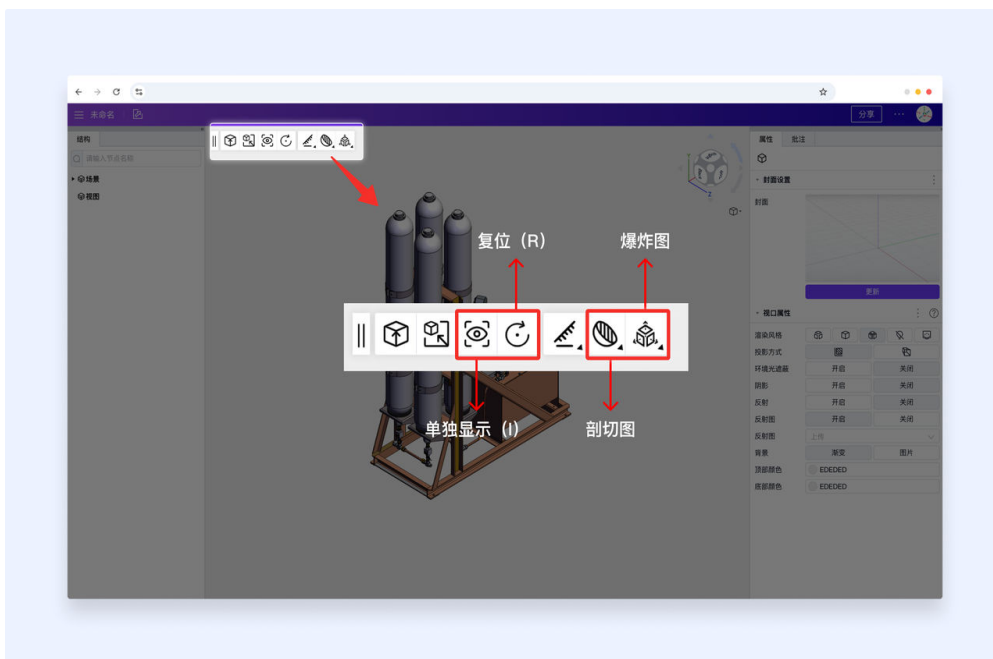 未命名
分享
结构
请输入节点名称
场景
视图
属性 批注
封面设置
封面
更新
视口属性
渲染风格
投影方式
环境光遮蔽 开启 关闭
阴影 开启 关闭
反射 开启 关闭
反射图 开启 关闭
反射图 上传
背景 渐变 图片
顶部颜色 EDEDED
底部颜色 EDEDED
Z
复位（R） 爆炸图
单独显示（I） 剖切图